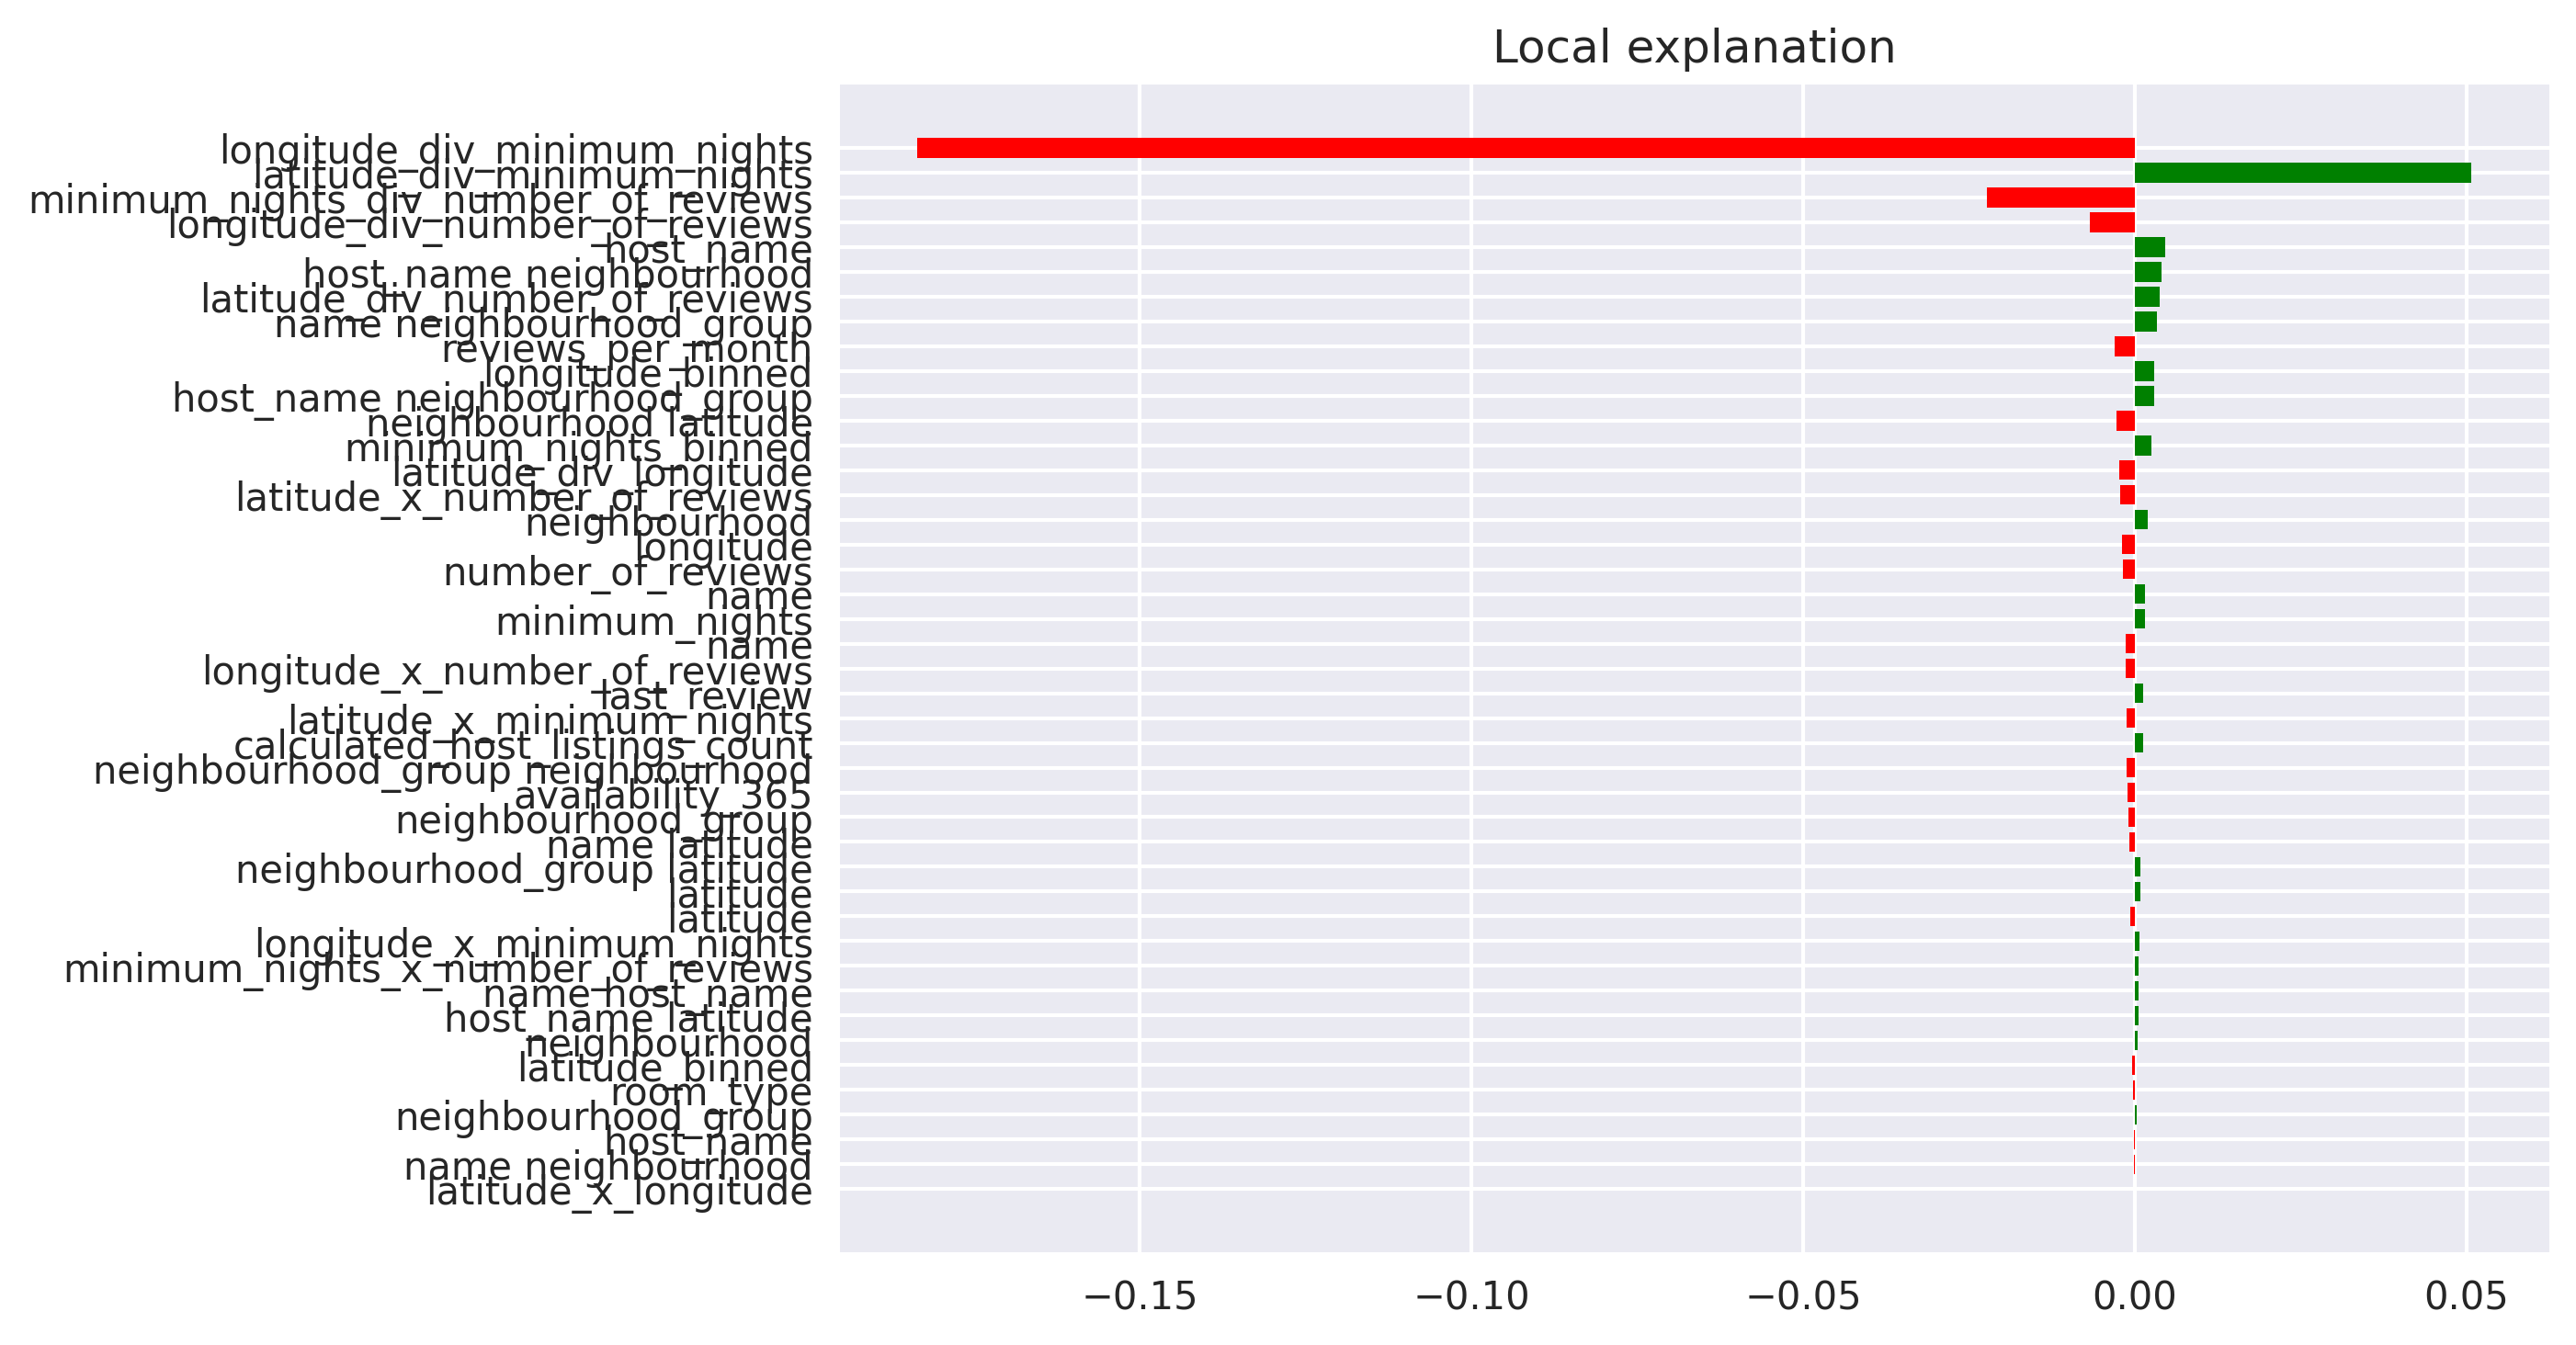 Local explanation
longitude_div_minimum_nights
latitude_div_minimum_nights
minimum_nights_div_number_of_reviews
longitude_div_number_of_reviews
host_name
host_name neighbourhood
latitude_div_number_of_reviews
name neighbourhood_group
reviews_per_month
longitude_binned
host_name neighbourhood_group
neighbourhood latitude
minimum_nights_binned
latitude_div_longitude
latitude_x_number_of_reviews
neighbourhood
longitude
number_of_reviews
name
minimum_nights
name
longitude_x_number_of_reviews
last_review
latitude_x_minimum_nights
calculated_host_listings_count
neighbourhood_group neighbourhood
availability_365
neighbourhood_group
name latitude
neighbourhood_group latitude
latitude
latitude
longitude_x_minimum_nights
minimum_nights_x_number_of_reviews
name host_name
host_name latitude
neighbourhood
latitude_binned
room_type
neighbourhood_group
host_name
name neighbourhood
latitude_x_longitude
−0.15 −0.10 −0.05 0.00 0.05